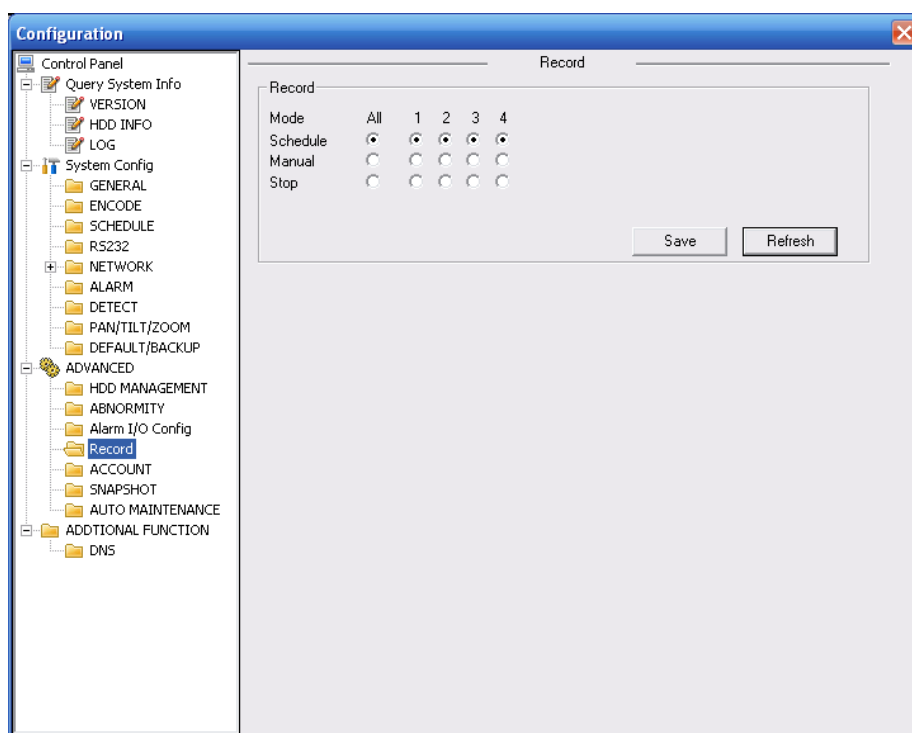 Configuration
Control Panel
Query System Info
VERSION
HDD INFO
LOG
System Config
GENERAL
ENCODE
SCHEDULE
RS232
NETWORK
ALARM
DETECT
PAN/TILT/ZOOM
DEFAULT/BACKUP
ADVANCED
HDD MANAGEMENT
ABNORMITY
Alarm I/O Config
Record
ACCOUNT
SNAPSHOT
AUTO MAINTENANCE
ADDTIONAL FUNCTION
DNS
Record
Record
Mode All 1 2 3 4
Schedule
Manual
Stop
Save Refresh